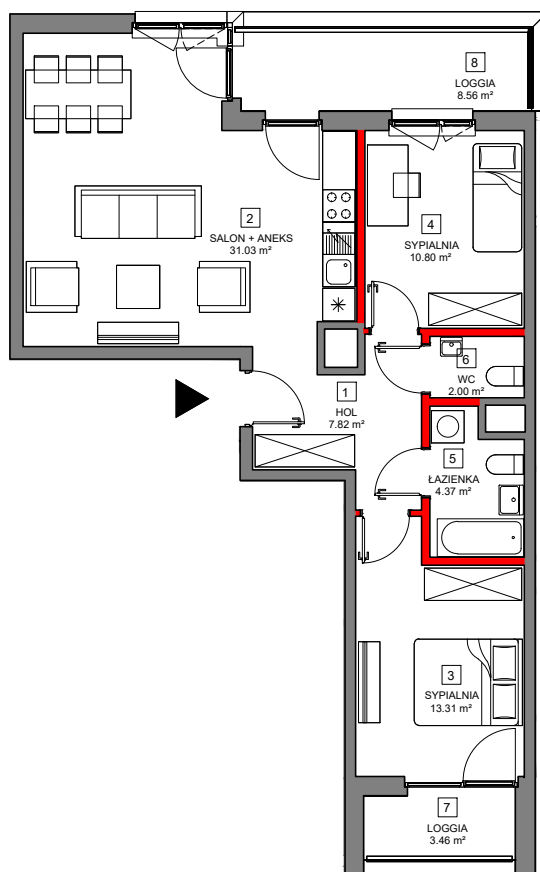 8
LOGGIA
8.56 m²
2
SALON + ANEKS
31.03 m²
4
SYPIALNIA
10.80 m²
6
WC
2.00 m²
1
HOL
7.82 m²
5
ŁAZIENKA
4.37 m²
3
SYPIALNIA
13.31 m²
7
LOGGIA
3.46 m²